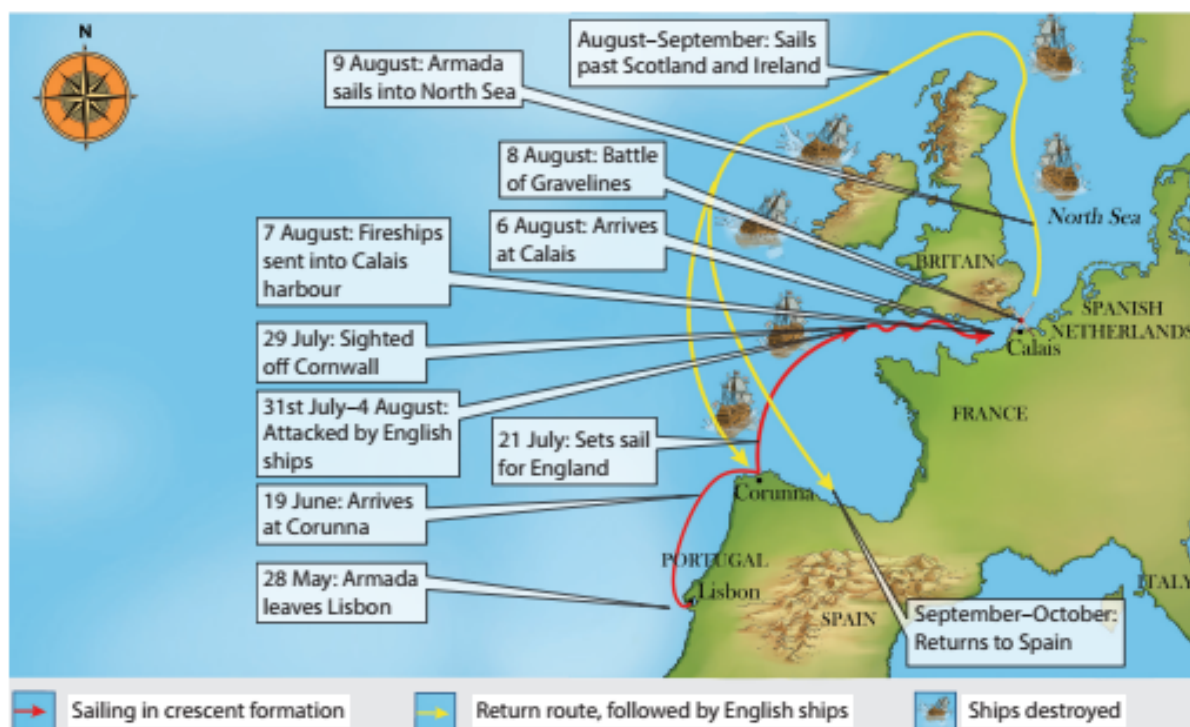 N
August–September: Sails
past Scotland and Ireland
9 August: Armada
sails into North Sea
8 August: Battle
of Gravelines
North Sea
7 August: Fireships
sent into Calais
harbour
6 August: Arrives
at Calais
BRITAIN
SPANISH
NETHERLANDS
Calais
29 July: Sighted
off Cornwall
31st July–4 August:
Attacked by English
ships
21 July: Sets sail
for England
FRANCE
19 June: Arrives
at Corunna
Corunna
PORTUGAL
28 May: Armada
leaves Lisbon
Lisbon
SPAIN
ITALY
September–October:
Returns to Spain
Sailing in crescent formation
Return route, followed by English ships
Ships destroyed